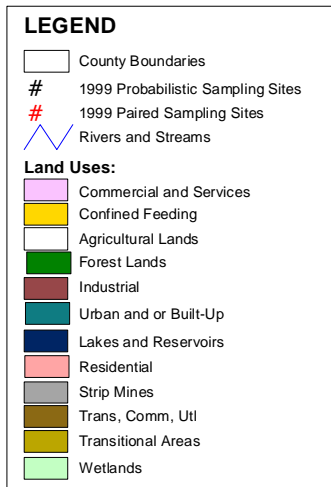 LEGEND
County Boundaries
# 1999 Probabilistic Sampling Sites
# 1999 Paired Sampling Sites
Rivers and Streams
Land Uses:
Commercial and Services
Confined Feeding
Agricultural Lands
Forest Lands
Industrial
Urban and or Built-Up
Lakes and Reservoirs
Residential
Strip Mines
Trans, Comm, Utl
Transitional Areas
Wetlands